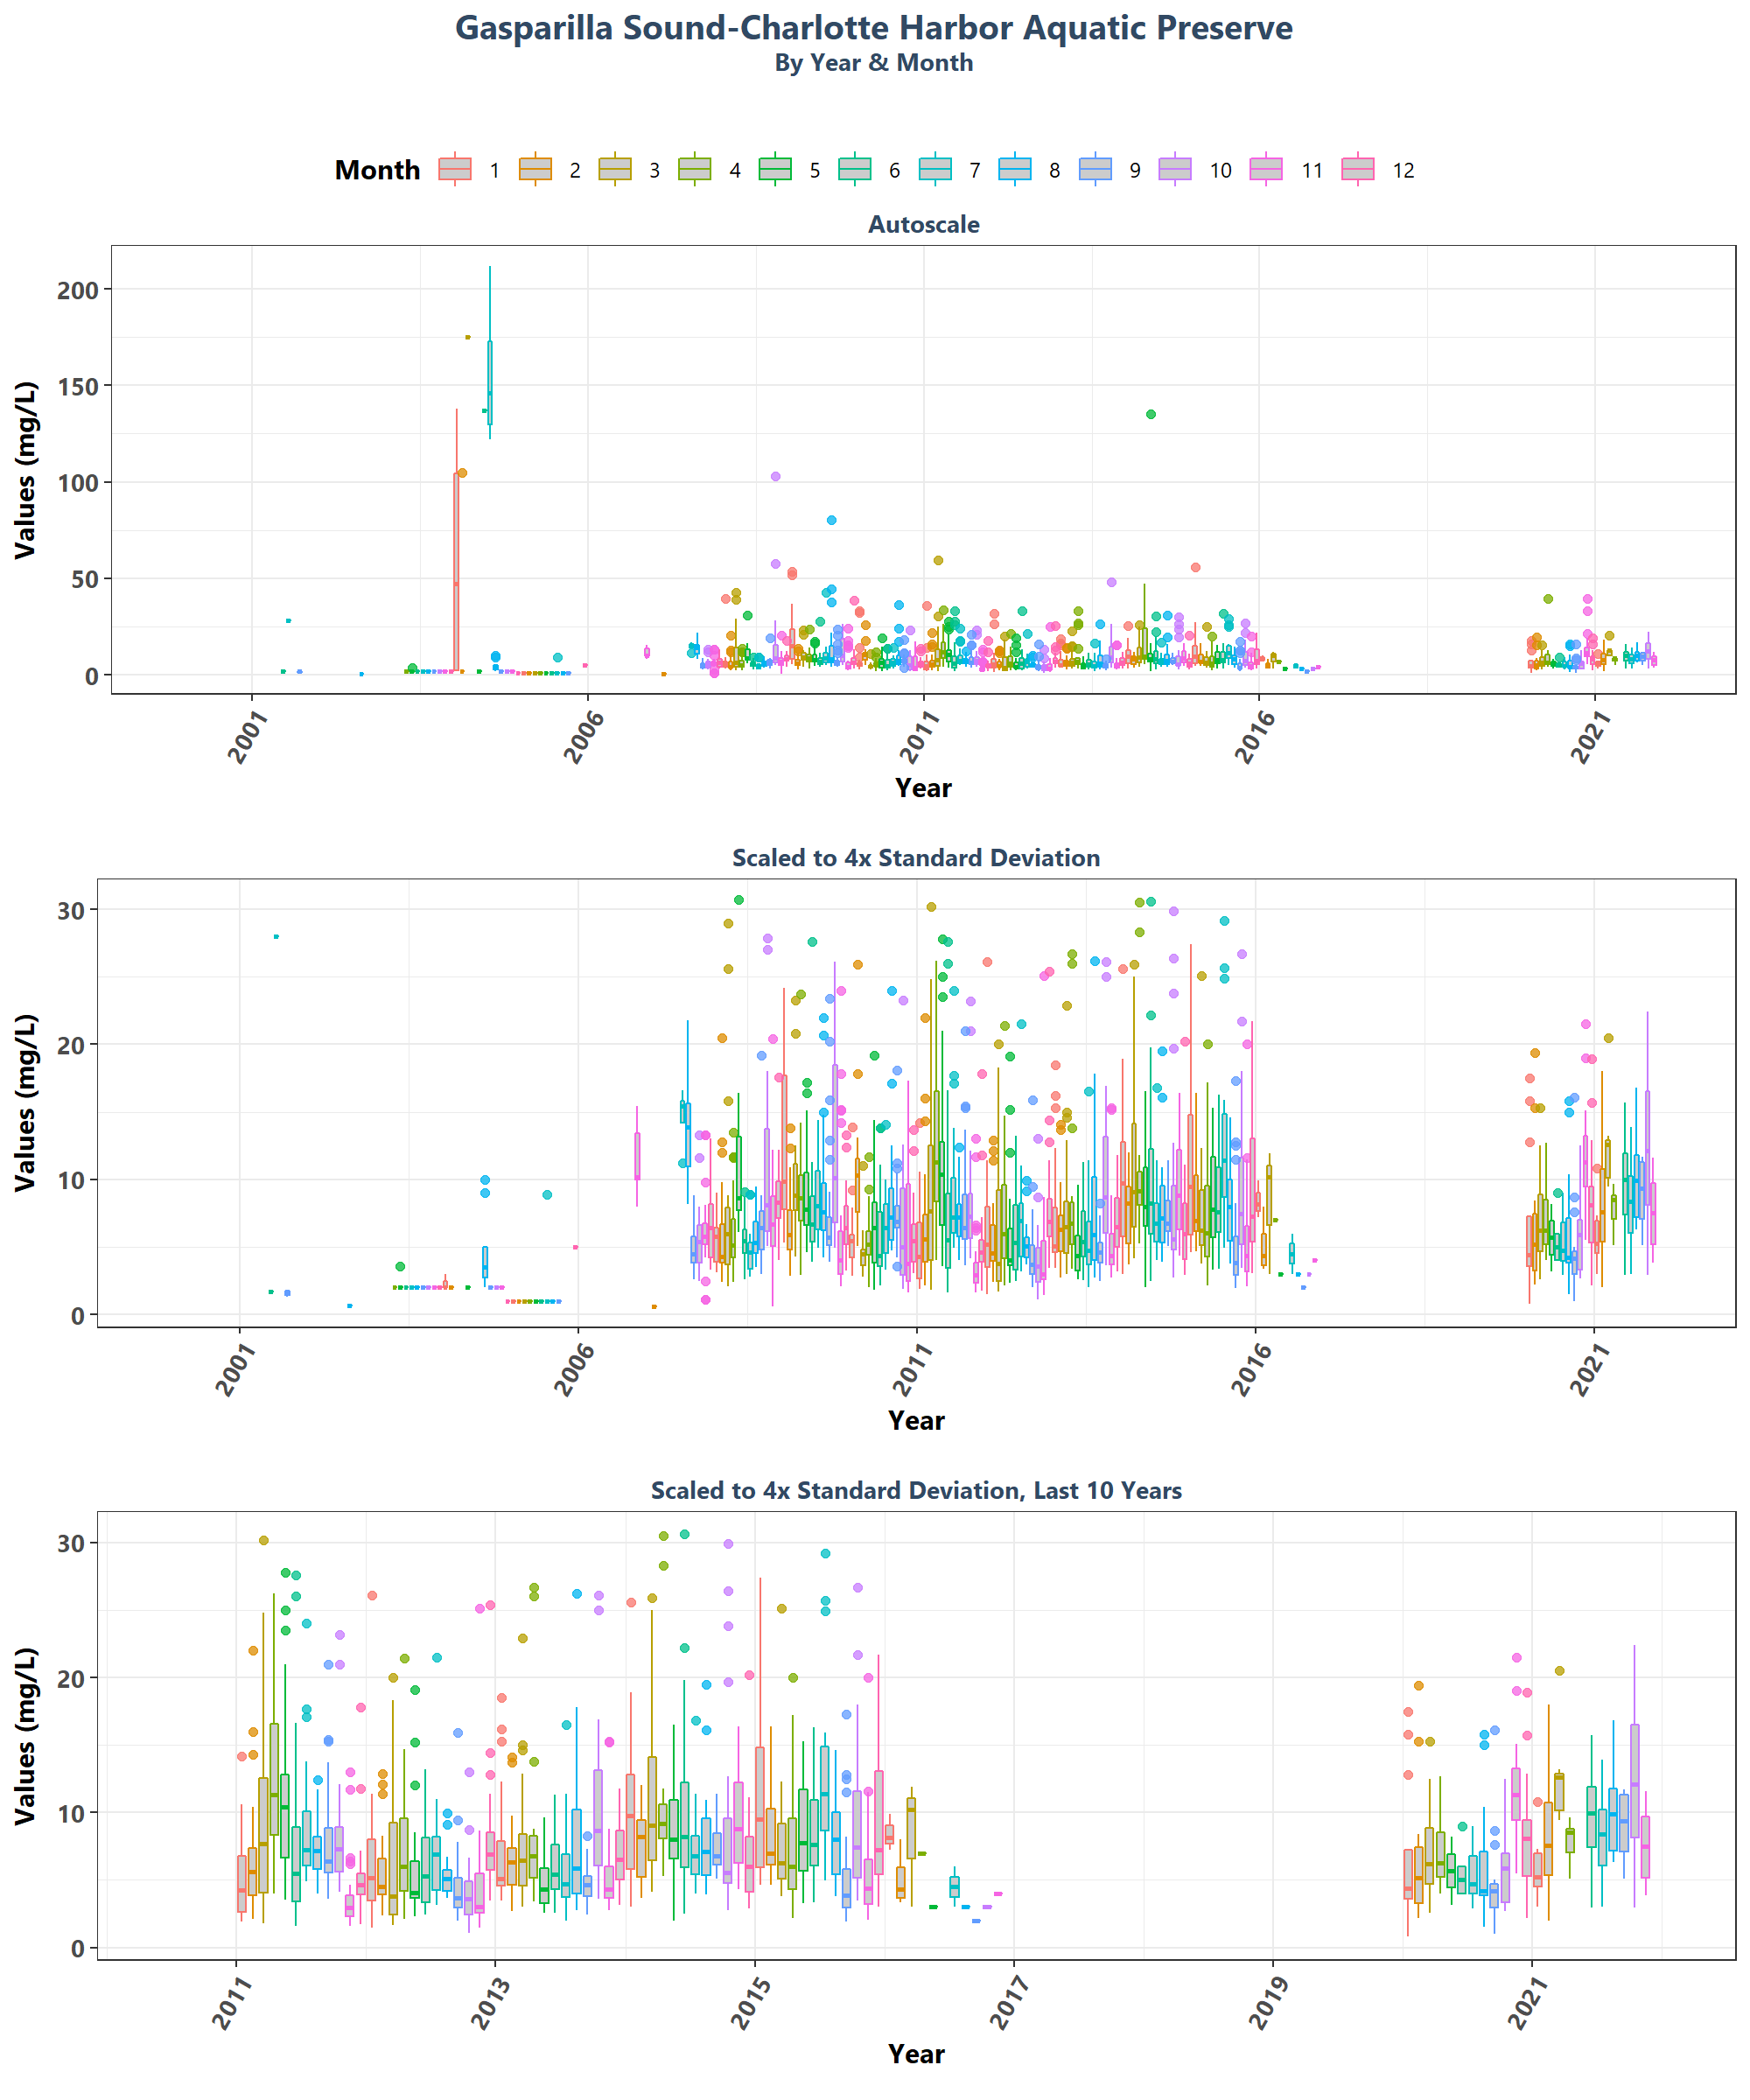 Gasparilla Sound-Charlotte Harbor Aquatic Preserve
By Year & Month
Month 1 2 3 4 5 6 7 8 9 10 11 12
Autoscale
Values (mg/L)
200
150
100
50
0
2001 2006 2011 2016 2021
Year
Scaled to 4x Standard Deviation
Values (mg/L)
30
20
10
0
2001 2006 2011 2016 2021
Year
Scaled to 4x Standard Deviation, Last 10 Years
Values (mg/L)
30
20
10
0
2011 2013 2015 2017 2019 2021
Year